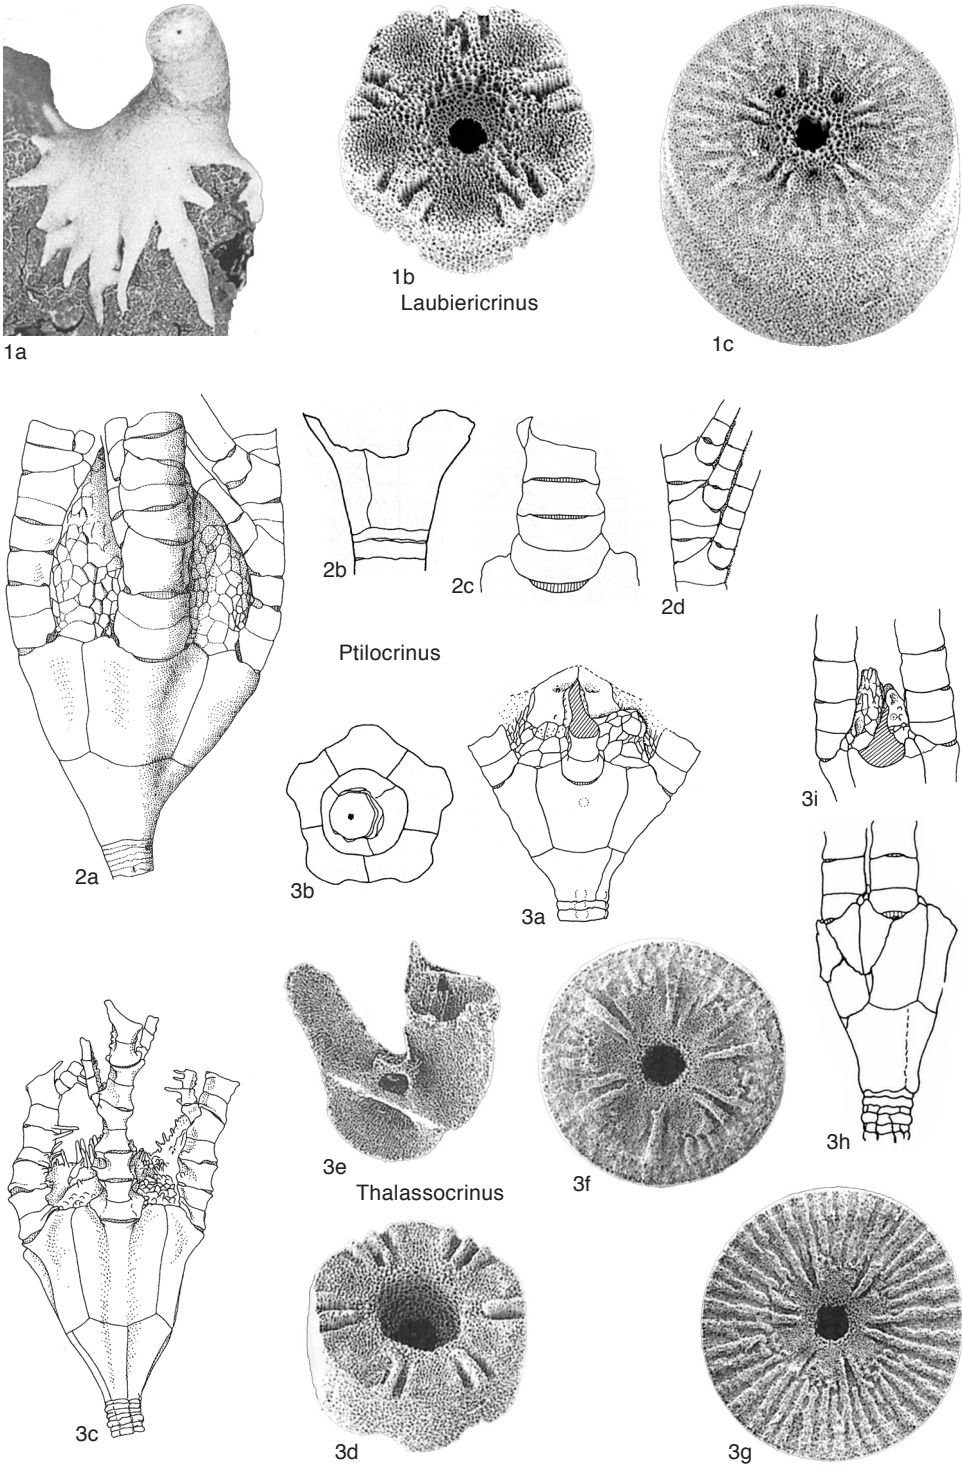 1a
1b
Laubiericrinus
1c
2a
2b
2c
2d
Ptilocrinus
3b
3a
3i
3h
3e
3f
Thalassocrinus
3c
3d
3g